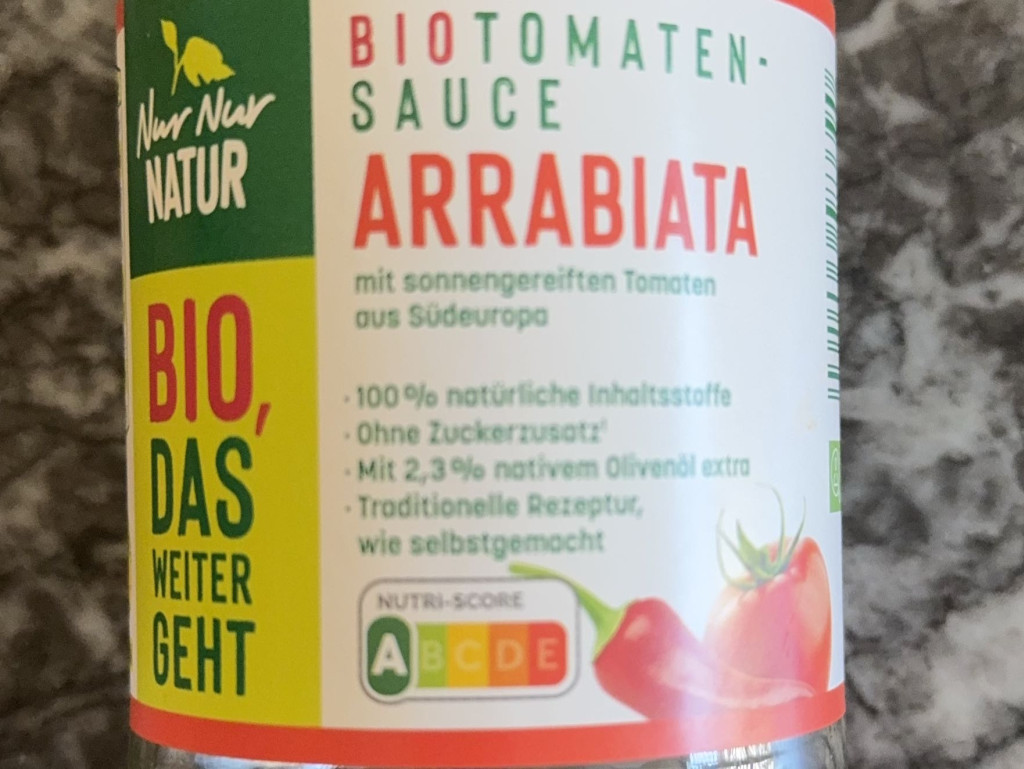 Nur Nur
NATUR
BIO,
DAS
WEITER
GEHT
BIOTOMATEN-
SAUCE
ARRABIATA
mit sonnengereiften Tomaten
aus Südeuropa
· 100 % natürliche Inhaltsstoffe
· Ohne Zuckerzusatz¹
· Mit 2,3 % nativem Olivenöl extra
· Traditionelle Rezeptur,
wie selbstgemacht
NUTRI-SCORE
A B C D E